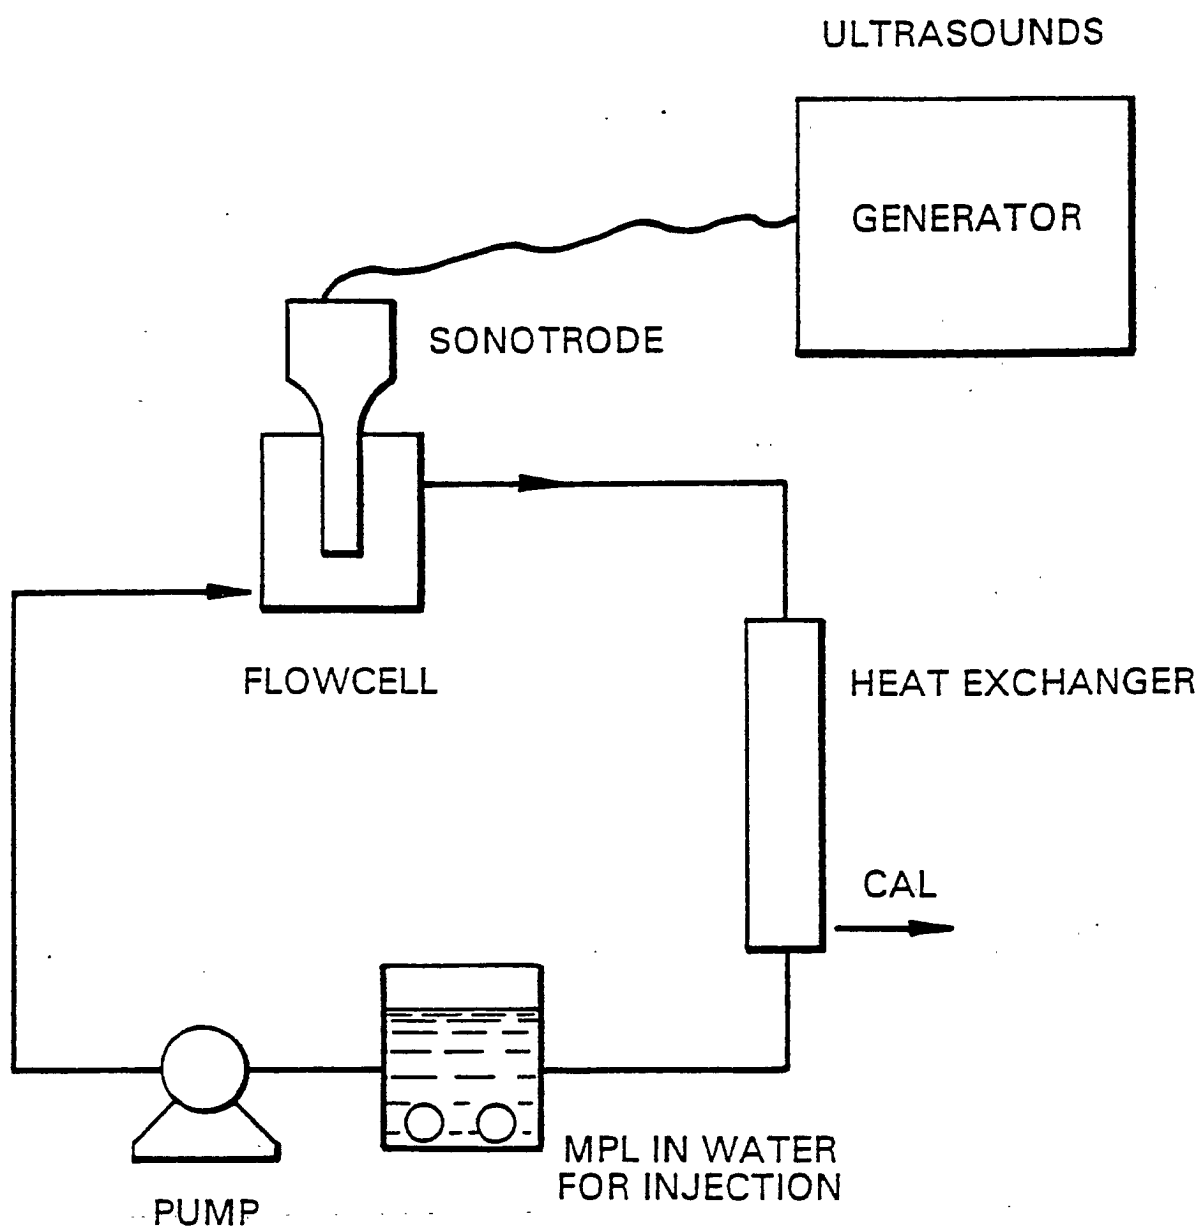 ULTRASOUNDS
GENERATOR
SONOTRODE
FLOWCELL
HEAT EXCHANGER
CAL
MPL IN WATER
FOR INJECTION
PUMP